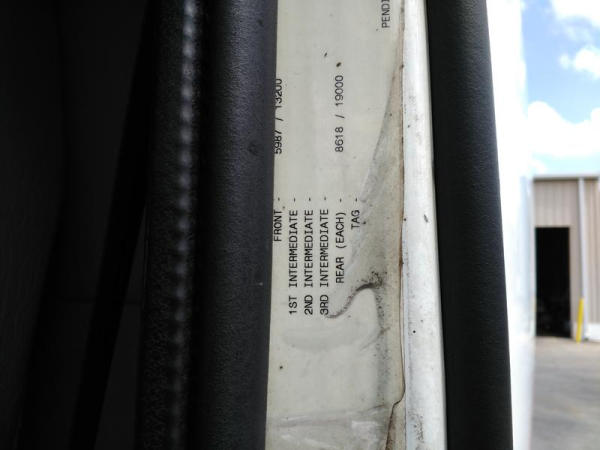 FRONT - 5987 / 13200
1ST INTERMEDIATE -
2ND INTERMEDIATE -
3RD INTERMEDIATE -
REAR (EACH) - 8618 / 19000
TAG -
PENDI